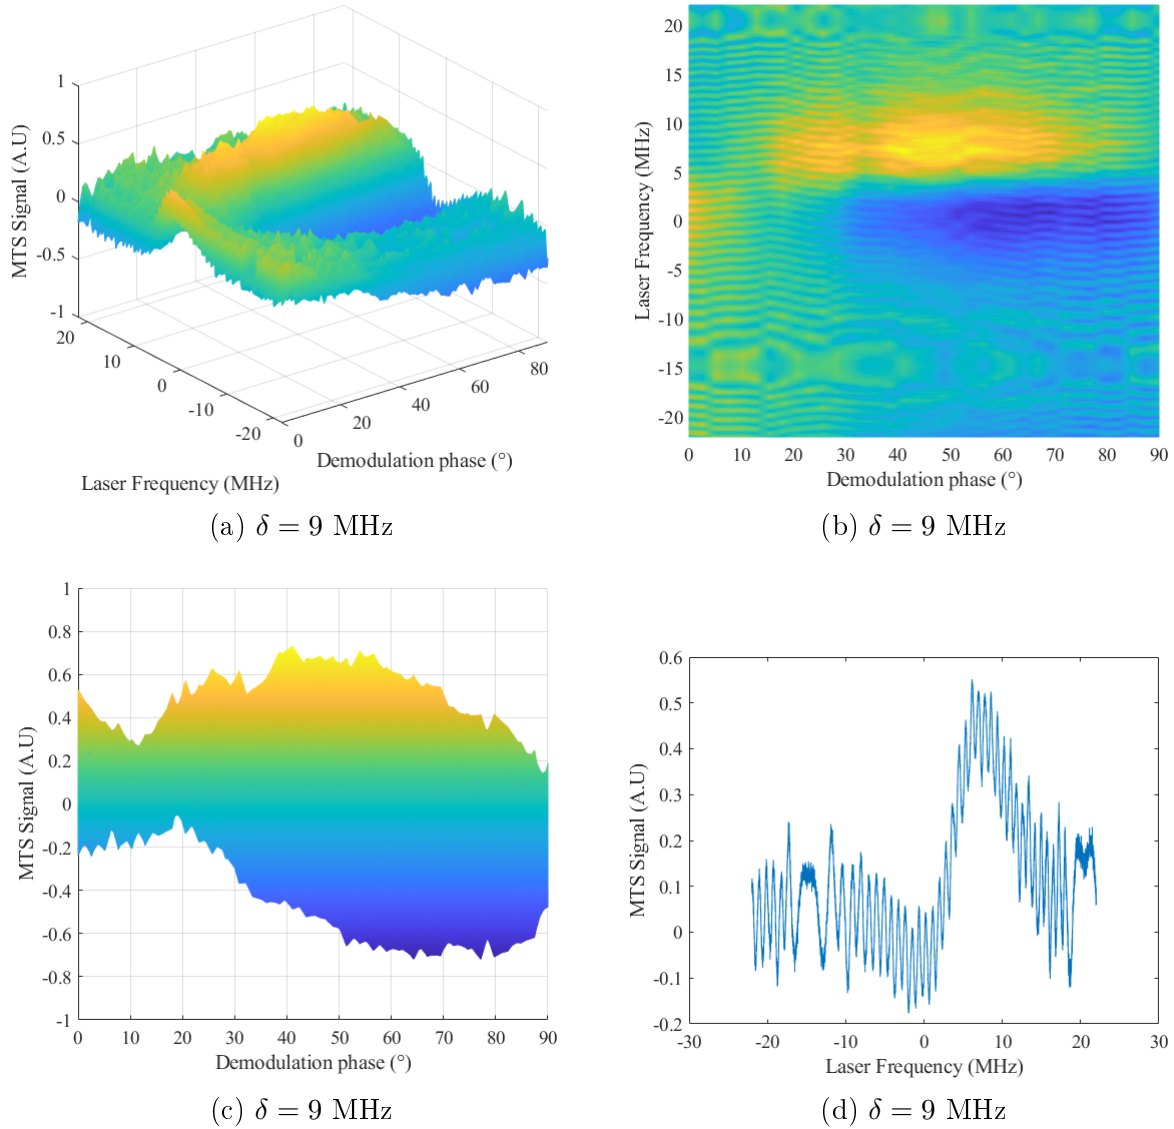 1
0.5
0
-0.5
-1
MTS Signal (A.U)
20
10
0
-10
-20
Laser Frequency (MHz)
0
20
40
60
80
Demodulation phase (°)
(a) δ = 9 MHz
20
15
10
5
0
-5
-10
-15
-20
Laser Frequency (MHz)
0 10 20 30 40 50 60 70 80 90
Demodulation phase (°)
(b) δ = 9 MHz
1
0.8
0.6
0.4
0.2
0
-0.2
-0.4
-0.6
-0.8
-1
MTS Signal (A.U)
0 10 20 30 40 50 60 70 80 90
Demodulation phase (°)
(c) δ = 9 MHz
0.6
0.5
0.4
0.3
0.2
0.1
0
-0.1
-0.2
MTS Signal (A.U)
-30 -20 -10 0 10 20 30
Laser Frequency (MHz)
(d) δ = 9 MHz